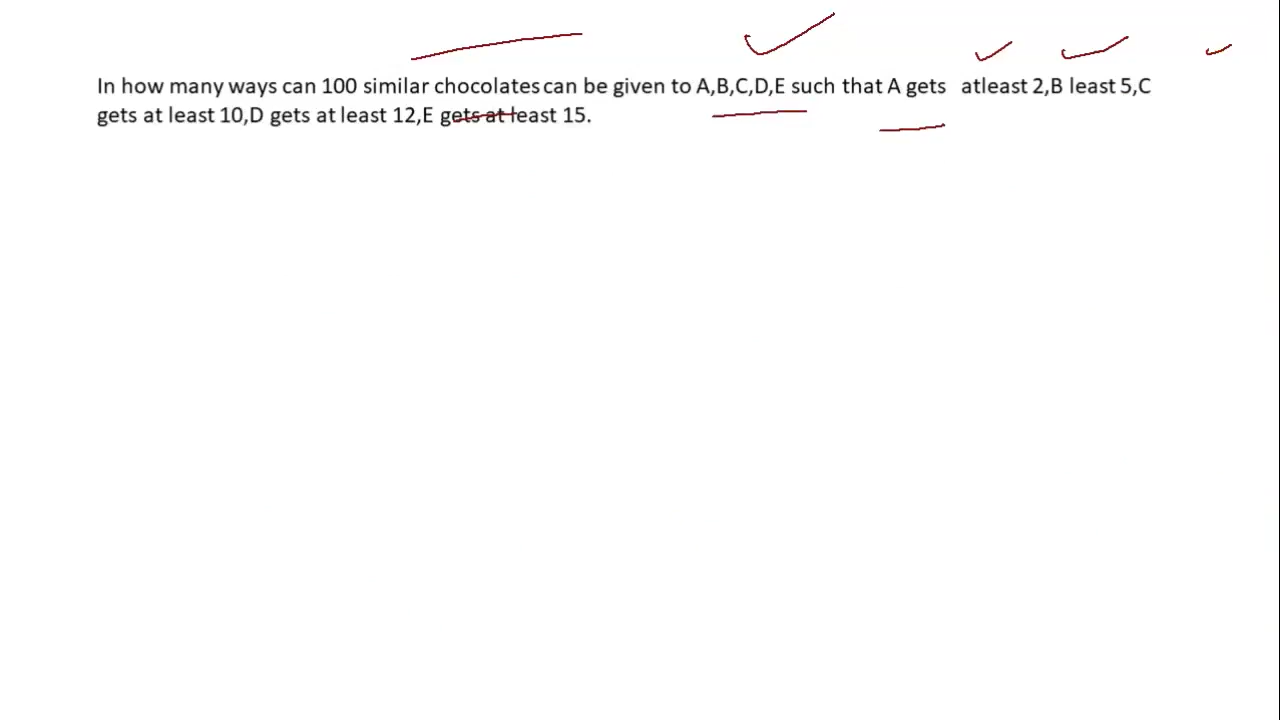 In how many ways can 100 similar chocolates can be given to A,B,C,D,E such that A gets atleast 2,B least 5,C
gets at least 10,D gets at least 12,E gets at least 15.